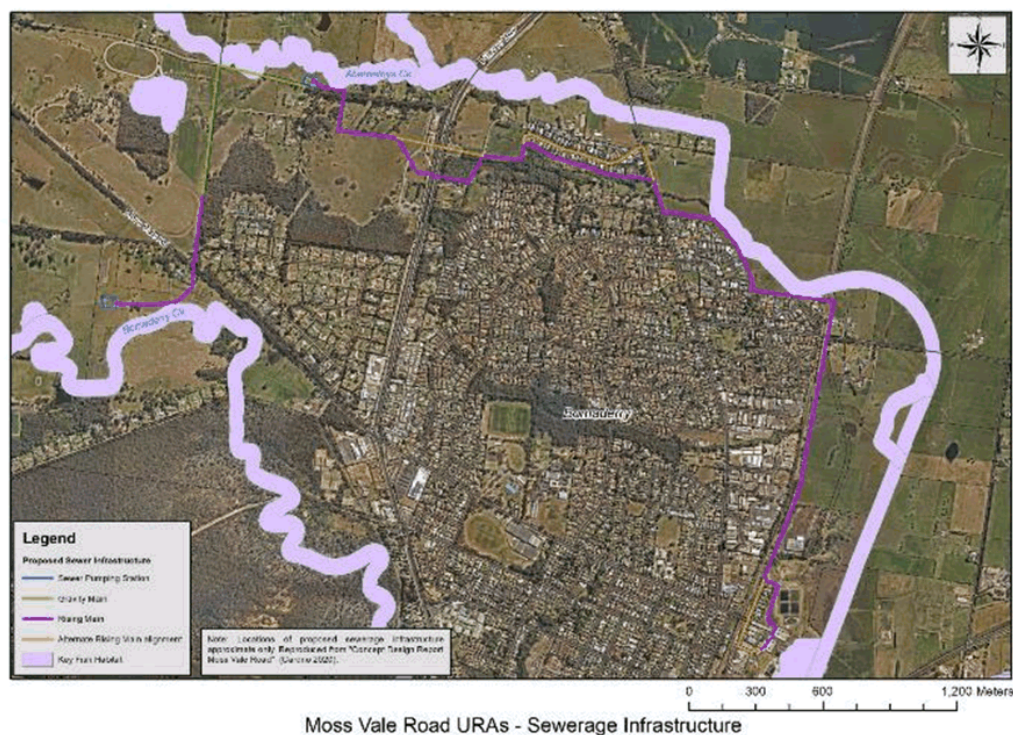 Abernethys Ck
Bomaderry Ck
Bomaderry
Legend
Proposed Sewer Infrastructure
Sewer Pumping Station
Gravity Main
Rising Main
Alternate Rising Main alignment
Key Fish Habitat
Note: Locations of proposed sewerage infrastructure
approximate only. Reproduced from "Concept Design Report
Moss Vale Road". (Cardno 2020).
0 300 600 1,200 Meters
Moss Vale Road URAs - Sewerage Infrastructure